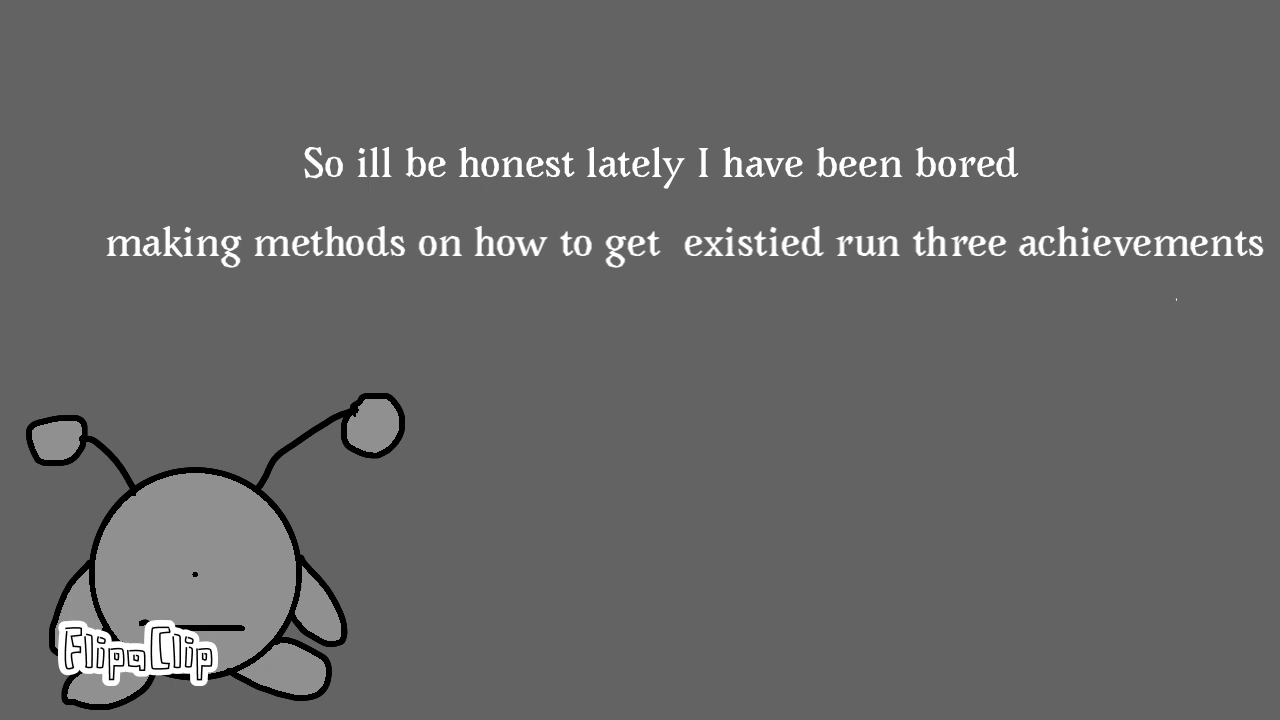 So ill be honest lately I have been bored
making methods on how to get existied run three achievements
FlipaClip